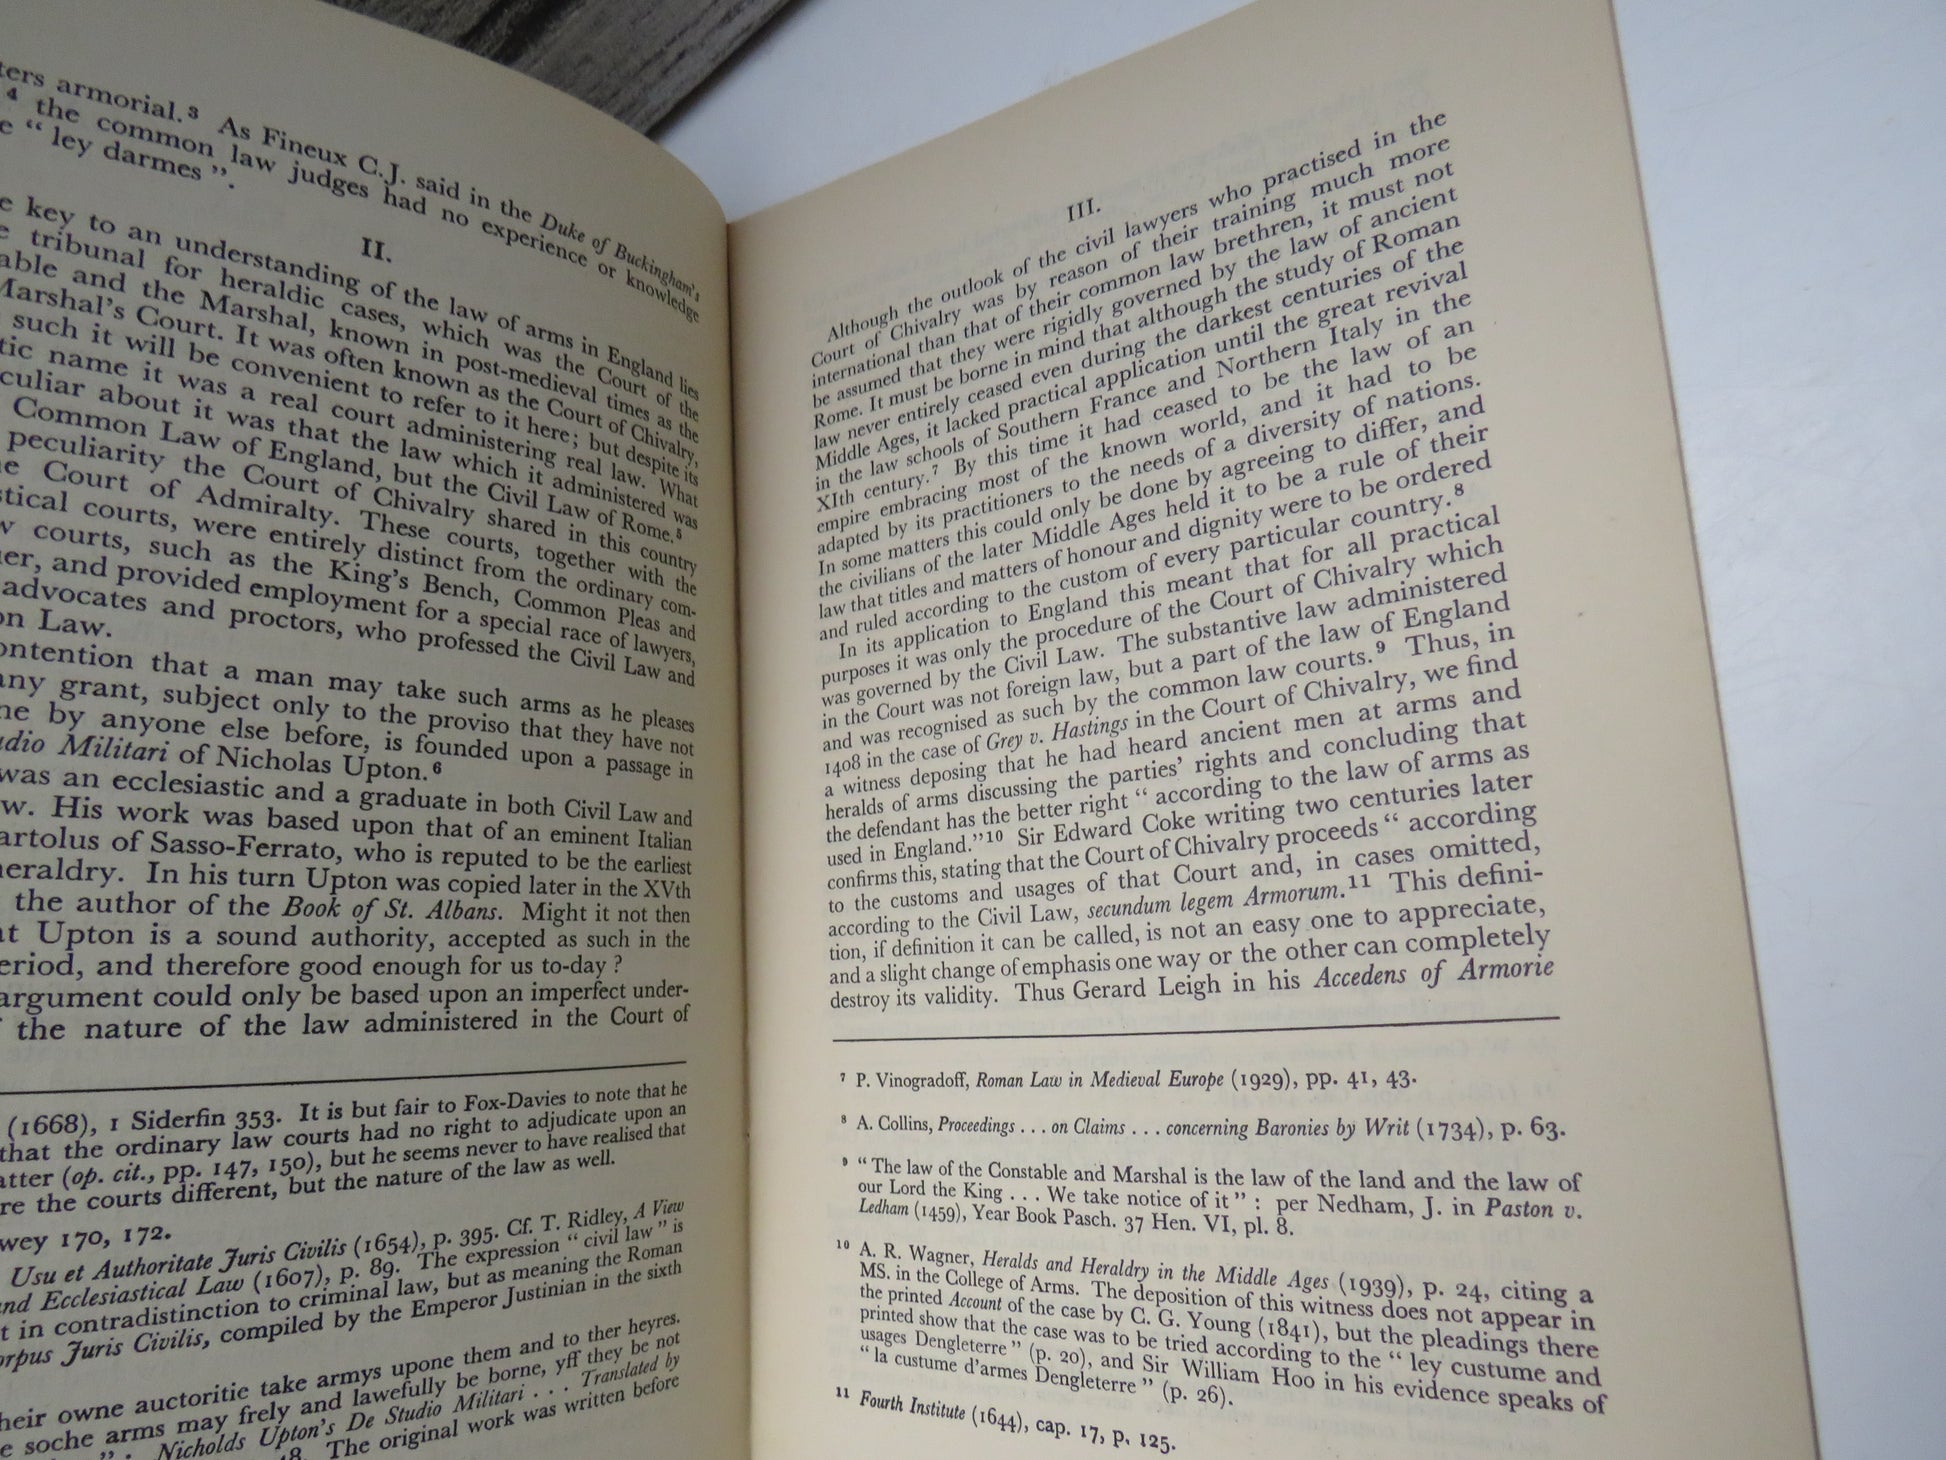 ters armorial.³ As Fineux C.J. said in the Duke of Buckingham's
⁴ the common law judges had no experience or knowledge
e “ ley darmes ”.
II.
e key to an understanding of the law of arms in England lies
e tribunal for heraldic cases, which was the Court of the
able and the Marshal, known in post-medieval times as the
Marshal's Court. It was often known as the Court of Chivalry,
such it will be convenient to refer to it here; but despite its
tic name it was a real court administering real law. What
culiar about it was that the law which it administered was
Common Law of England, but the Civil Law of Rome.⁵
peculiarity the Court of Chivalry shared in this country
e Court of Admiralty. These courts, together with the
stical courts, were entirely distinct from the ordinary com-
w courts, such as the King's Bench, Common Pleas and
er, and provided employment for a special race of lawyers,
advocates and proctors, who professed the Civil Law and
on Law.
ontention that a man may take such arms as he pleases
any grant, subject only to the proviso that they have not
ne by anyone else before, is founded upon a passage in
udio Militari of Nicholas Upton.⁶
was an ecclesiastic and a graduate in both Civil Law and
w. His work was based upon that of an eminent Italian
artolus of Sasso-Ferrato, who is reputed to be the earliest
heraldry. In his turn Upton was copied later in the XVth
the author of the Book of St. Albans. Might it not then
at Upton is a sound authority, accepted as such in the
eriod, and therefore good enough for us to-day ?
argument could only be based upon an imperfect under-
f the nature of the law administered in the Court of
(1668), 1 Siderfin 353. It is but fair to Fox-Davies to note that he
that the ordinary law courts had no right to adjudicate upon an
atter (op. cit., pp. 147, 150), but he seems never to have realised that
re the courts different, but the nature of the law as well.
wey 170, 172.
Usu et Authoritate Juris Civilis (1654), p. 395. Cf. T. Ridley, A View
nd Ecclesiastical Law (1607), p. 89. The expression “ civil law ” is
t in contradistinction to criminal law, but as meaning the Roman
orpus Juris Civilis, compiled by the Emperor Justinian in the sixth
heir owne auctoritie take armys upone them and to ther heyres.
e soche arms may frely and lawefully be borne, yff they be not
” : Nicholds Upton's De Studio Militari . . . Translated by
48. The original work was written before
III.
Although the outlook of the civil lawyers who practised in the
Court of Chivalry was by reason of their training much more
international than that of their common law brethren, it must not
be assumed that they were rigidly governed by the law of ancient
Rome. It must be borne in mind that although the study of Roman
law never entirely ceased even during the darkest centuries of the
Middle Ages, it lacked practical application until the great revival
in the law schools of Southern France and Northern Italy in the
XIth century.⁷ By this time it had ceased to be the law of an
empire embracing most of the known world, and it had to be
adapted by its practitioners to the needs of a diversity of nations.
In some matters this could only be done by agreeing to differ, and
the civilians of the later Middle Ages held it to be a rule of their
law that titles and matters of honour and dignity were to be ordered
and ruled according to the custom of every particular country.⁸
In its application to England this meant that for all practical
purposes it was only the procedure of the Court of Chivalry which
was governed by the Civil Law. The substantive law administered
in the Court was not foreign law, but a part of the law of England
and was recognised as such by the common law courts.⁹ Thus, in
1408 in the case of Grey v. Hastings in the Court of Chivalry, we find
a witness deposing that he had heard ancient men at arms and
heralds of arms discussing the parties' rights and concluding that
the defendant has the better right “ according to the law of arms as
used in England.”¹⁰ Sir Edward Coke writing two centuries later
confirms this, stating that the Court of Chivalry proceeds “ according
to the customs and usages of that Court and, in cases omitted,
according to the Civil Law, secundum legem Armorum.¹¹ This defini-
tion, if definition it can be called, is not an easy one to appreciate,
and a slight change of emphasis one way or the other can completely
destroy its validity. Thus Gerard Leigh in his Accedens of Armorie
⁷ P. Vinogradoff, Roman Law in Medieval Europe (1929), pp. 41, 43.
⁸ A. Collins, Proceedings . . . on Claims . . . concerning Baronies by Writ (1734), p. 63.
⁹ “ The law of the Constable and Marshal is the law of the land and the law of
our Lord the King . . . We take notice of it ” : per Nedham, J. in Paston v.
Ledham (1459), Year Book Pasch. 37 Hen. VI, pl. 8.
¹⁰ A. R. Wagner, Heralds and Heraldry in the Middle Ages (1939), p. 24, citing a
MS. in the College of Arms. The deposition of this witness does not appear in
the printed Account of the case by C. G. Young (1841), but the pleadings there
printed show that the case was to be tried according to the “ ley custume and
usages Dengleterre ” (p. 20), and Sir William Hoo in his evidence speaks of
“ la custume d'armes Dengleterre ” (p. 26).
¹¹ Fourth Institute (1644), cap. 17, p. 125.